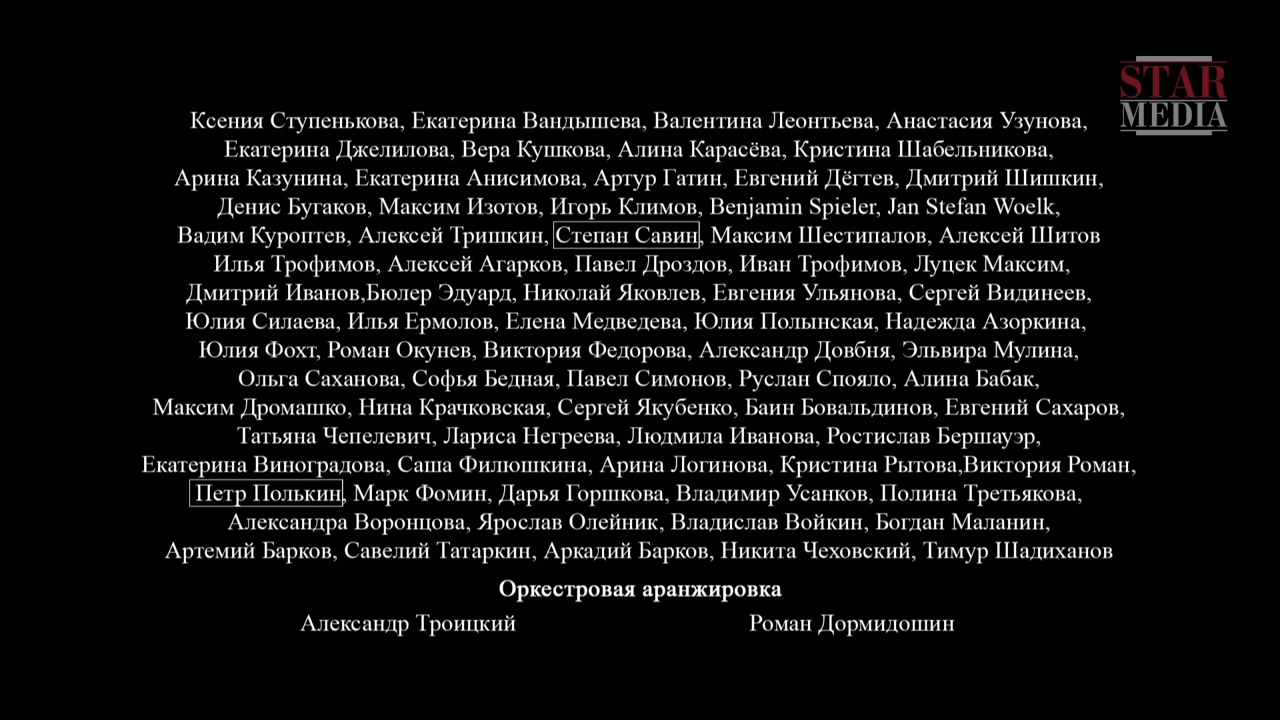 STAR
MEDIA
Ксения Ступенькова, Екатерина Вандышева, Валентина Леонтьева, Анастасия Узунова,
Екатерина Джелилова, Вера Кушкова, Алина Карасёва, Кристина Шабельникова,
Арина Казунина, Екатерина Анисимова, Артур Гатин, Евгений Дёгтев, Дмитрий Шишкин,
Денис Бугаков, Максим Изотов, Игорь Климов, Benjamin Spieler, Jan Stefan Woelk,
Вадим Куроптев, Алексей Тришкин, Степан Савин, Максим Шестипалов, Алексей Шитов
Илья Трофимов, Алексей Агарков, Павел Дроздов, Иван Трофимов, Луцек Максим,
Дмитрий Иванов,Бюлер Эдуард, Николай Яковлев, Евгения Ульянова, Сергей Видинеев,
Юлия Силаева, Илья Ермолов, Елена Медведева, Юлия Полынская, Надежда Азоркина,
Юлия Фохт, Роман Окунев, Виктория Федорова, Александр Довбня, Эльвира Мулина,
Ольга Саханова, Софья Бедная, Павел Симонов, Руслан Спояло, Алина Бабак,
Максим Дромашко, Нина Крачковская, Сергей Якубенко, Баин Бовальдинов, Евгений Сахаров,
Татьяна Чепелевич, Лариса Негреева, Людмила Иванова, Ростислав Бершауэр,
Екатерина Виноградова, Саша Филюшкина, Арина Логинова, Кристина Рытова,Виктория Роман,
Петр Полькин, Марк Фомин, Дарья Горшкова, Владимир Усанков, Полина Третьякова,
Александра Воронцова, Ярослав Олейник, Владислав Войкин, Богдан Маланин,
Артемий Барков, Савелий Татаркин, Аркадий Барков, Никита Чеховский, Тимур Шадиханов
Оркестровая аранжировка
Александр Троицкий Роман Дормидошин